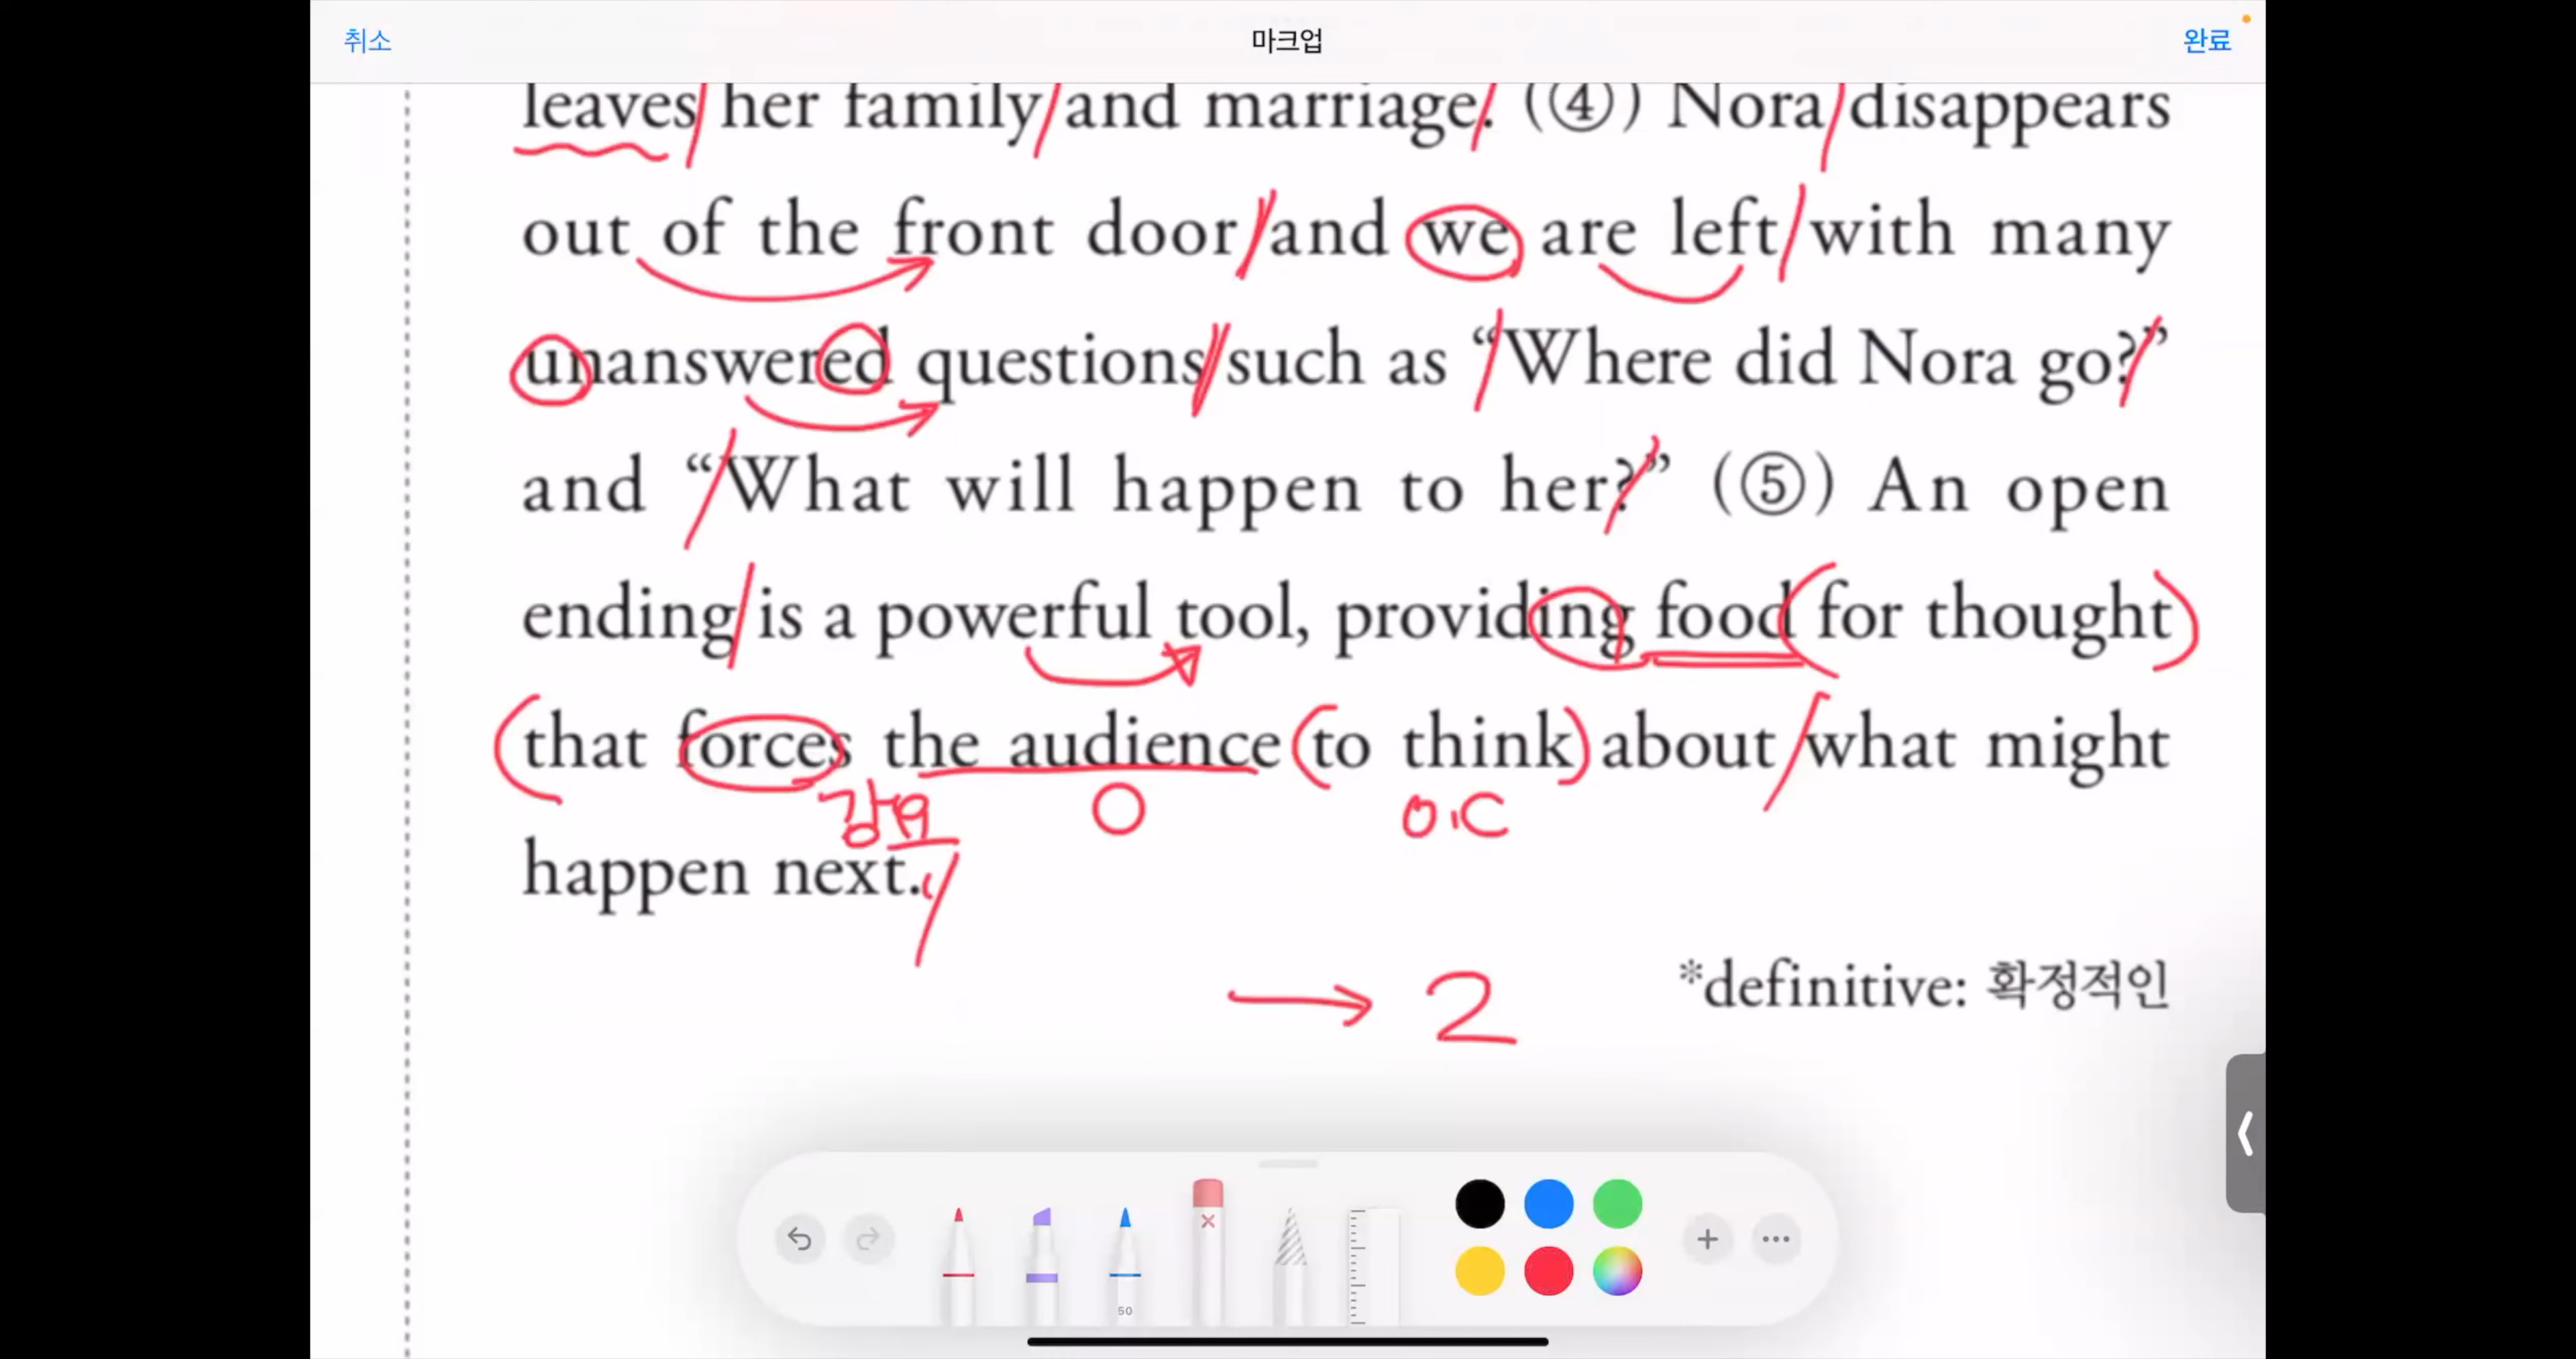 취소
마크업
완료
leaves her family and marriage. (④) Nora disappears
out of the front door and we are left with many
unanswered questions such as “Where did Nora go?”
and “What will happen to her?” (⑤) An open
ending is a powerful tool, providing food for thought
that forces the audience to think about what might
강요 O O.C
happen next.
*definitive: 확정적인
→ 2
50